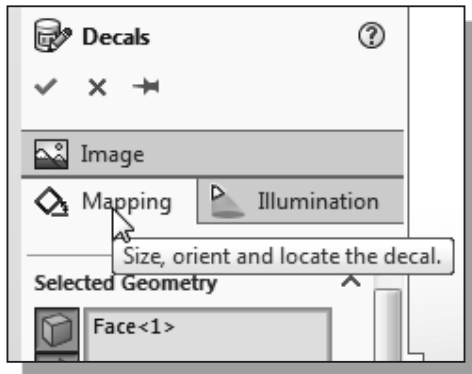 Decals
Image
Mapping Illumination
Size, orient and locate the decal.
Selected Geometry
Face<1>